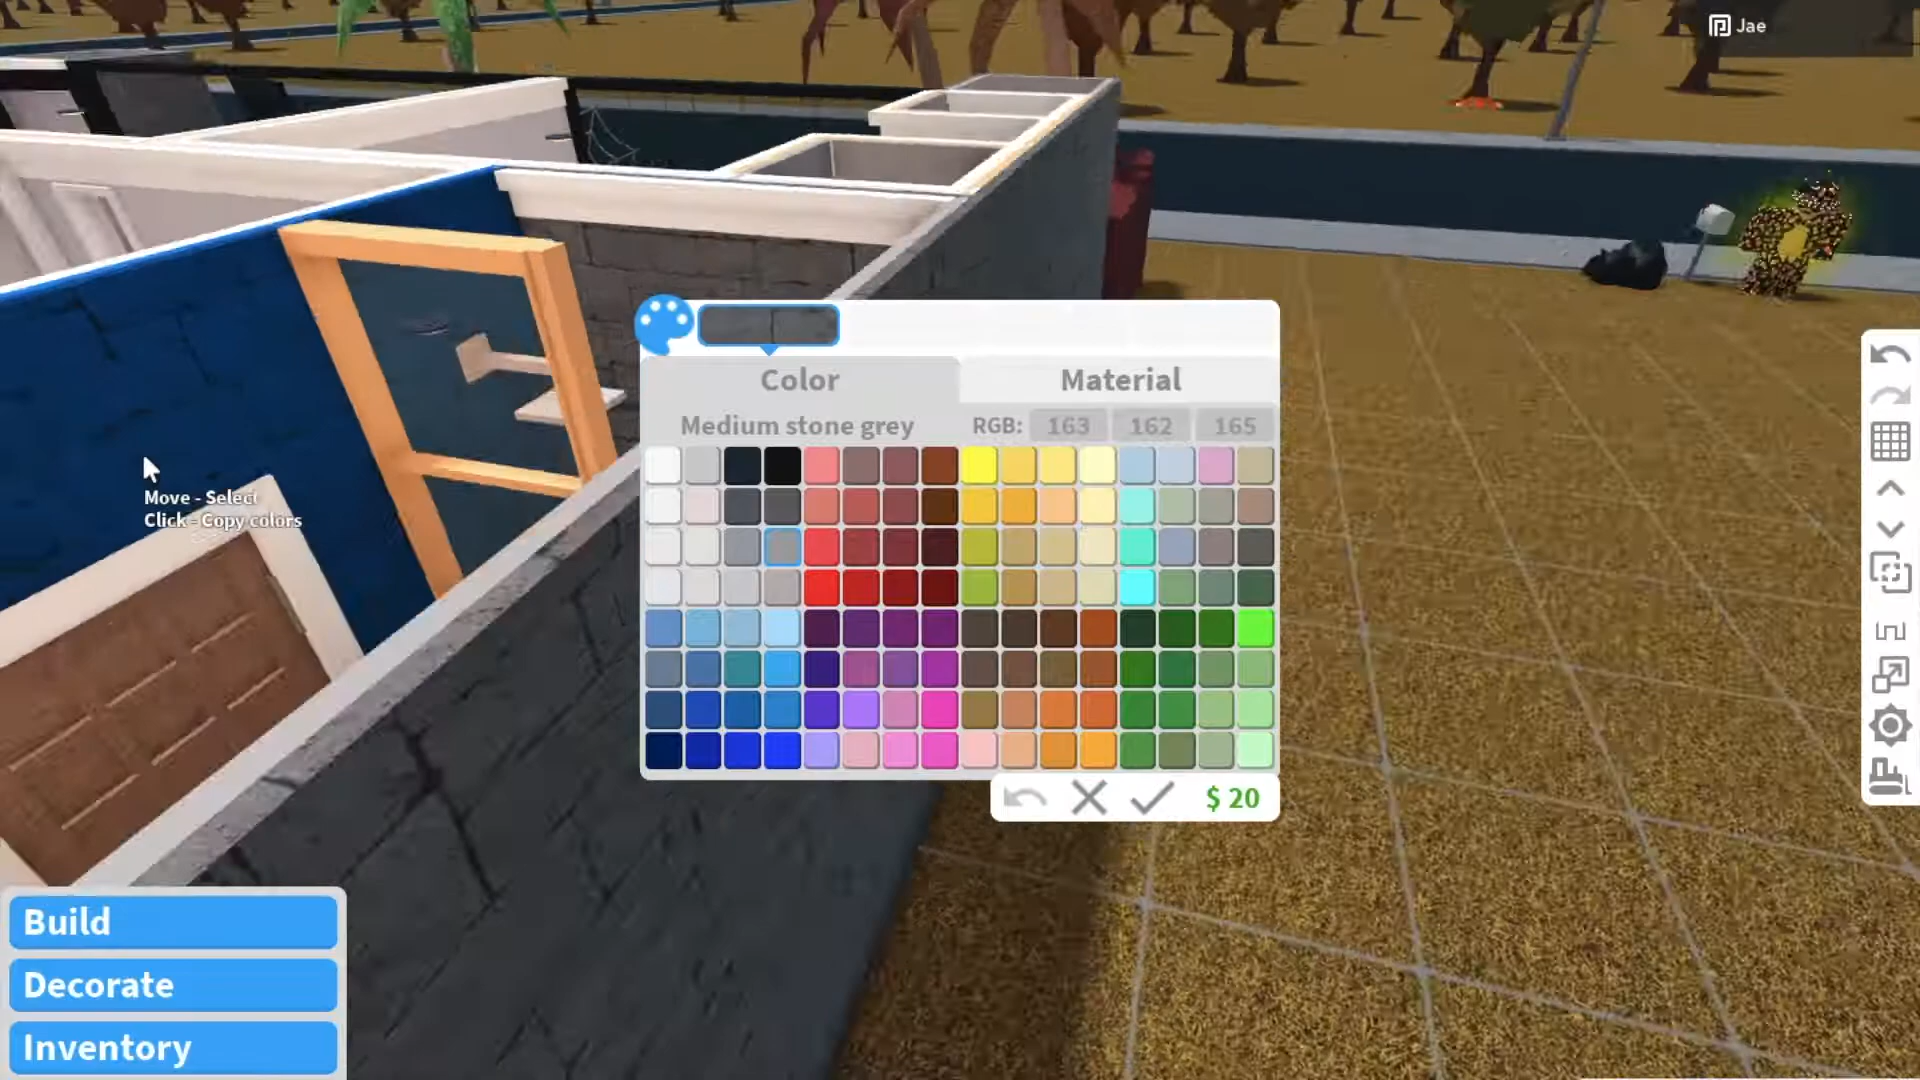 Jae
Color
Material
Medium stone grey
RGB: 163 162 165
Move - Select
Click - Copy colors
$ 20
Build
Decorate
Inventory